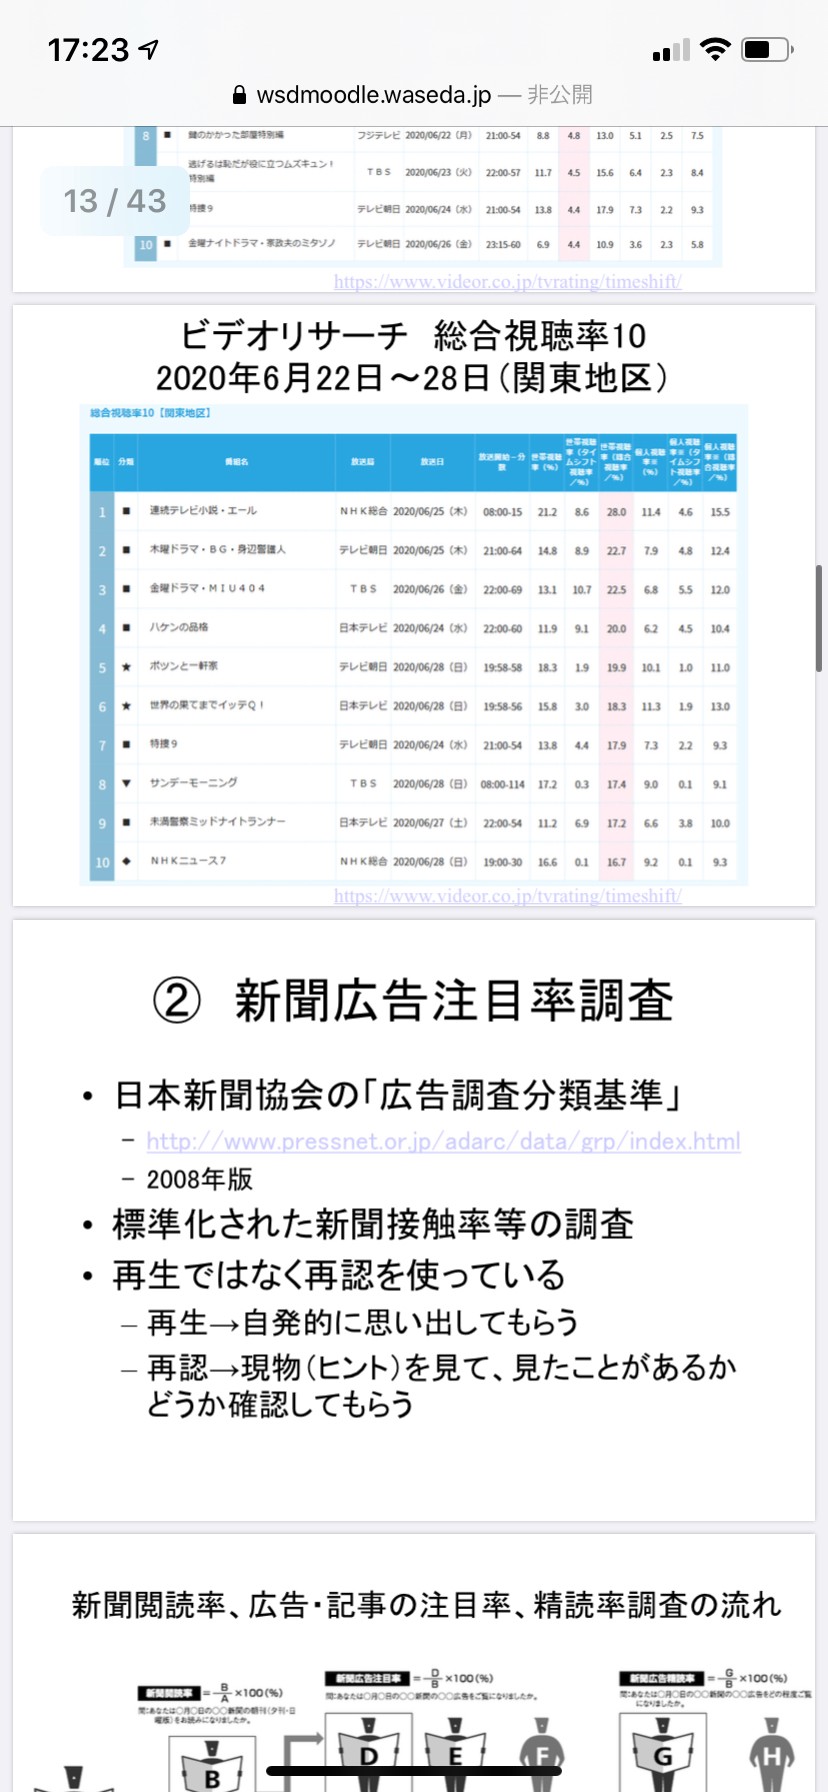 17:23
wsdmoodle.waseda.jp — 非公開
8 ■ 鍵のかかった部屋特別編 フジテレビ 2020/06/22（月） 21:00-54 8.8 4.8 13.0 5.1 2.5 7.5
逃げるは恥だが役に立つムズキュン！
特別編 TBS 2020/06/23（火） 22:00-57 11.7 4.5 15.6 6.4 2.3 8.4
13 / 43
特捜9 テレビ朝日 2020/06/24（水） 21:00-54 13.8 4.4 17.9 7.3 2.2 9.3
10 ■ 金曜ナイトドラマ・家政夫のミタゾノ テレビ朝日 2020/06/26（金） 23:15-60 6.9 4.4 10.9 3.6 2.3 5.8
https://www.videor.co.jp/tvrating/timeshift/
ビデオリサーチ 総合視聴率10
2020年6月22日～28日（関東地区）
総合視聴率10【関東地区】
順位 分類 番組名 放送局 放送日 放送開始－分数 世帯視聴率（%） 世帯視聴率（タイムシフト視聴率／%） 世帯視聴率（総合視聴率／%） 個人視聴率※（%） 個人視聴率※（タイムシフト視聴率／%） 個人視聴率※（総合視聴率／%）
1 ■ 連続テレビ小説・エール NHK総合 2020/06/25（木） 08:00-15 21.2 8.6 28.0 11.4 4.6 15.5
2 ■ 木曜ドラマ・BG・身辺警護人 テレビ朝日 2020/06/25（木） 21:00-64 14.8 8.9 22.7 7.9 4.8 12.4
3 ■ 金曜ドラマ・MIU404 TBS 2020/06/26（金） 22:00-69 13.1 10.7 22.5 6.8 5.5 12.0
4 ■ ハケンの品格 日本テレビ 2020/06/24（水） 22:00-60 11.9 9.1 20.0 6.2 4.5 10.4
5 ★ ポツンと一軒家 テレビ朝日 2020/06/28（日） 19:58-58 18.3 1.9 19.9 10.1 1.0 11.0
6 ★ 世界の果てまでイッテQ！ 日本テレビ 2020/06/28（日） 19:58-56 15.8 3.0 18.3 11.3 1.9 13.0
7 ■ 特捜9 テレビ朝日 2020/06/24（水） 21:00-54 13.8 4.4 17.9 7.3 2.2 9.3
8 ▼ サンデーモーニング TBS 2020/06/28（日） 08:00-114 17.2 0.3 17.4 9.0 0.1 9.1
9 ■ 未満警察ミッドナイトランナー 日本テレビ 2020/06/27（土） 22:00-54 11.2 6.9 17.2 6.6 3.8 10.0
10 ◆ NHKニュース7 NHK総合 2020/06/28（日） 19:00-30 16.6 0.1 16.7 9.2 0.1 9.3
https://www.videor.co.jp/tvrating/timeshift/
② 新聞広告注目率調査
• 日本新聞協会の「広告調査分類基準」
– http://www.pressnet.or.jp/adarc/data/grp/index.html
– 2008年版
• 標準化された新聞接触率等の調査
• 再生ではなく再認を使っている
– 再生→自発的に思い出してもらう
– 再認→現物（ヒント）を見て、見たことがあるか
どうか確認してもらう
新聞閲読率、広告・記事の注目率、精読率調査の流れ
新聞閲読率 = B/A ×100(%)
問:あなたは〇月〇日の〇〇新聞の朝刊(夕刊・日
曜版)をお読みになりましたか。
新聞広告注目率 = D/B ×100(%)
問:あなたは〇月〇日の〇〇新聞の〇〇広告をご覧になりましたか。
新聞広告精読率 = G/B ×100(%)
問:あなたは〇月〇日の〇〇新聞の〇〇広告をどの程度ご覧
になりましたか。
B D E F G H